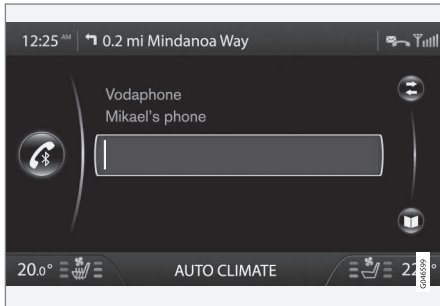 12:25 AM 0.2 mi Mindanoa Way
Vodaphone
Mikael's phone
20.0° AUTO CLIMATE 22 °
G046599